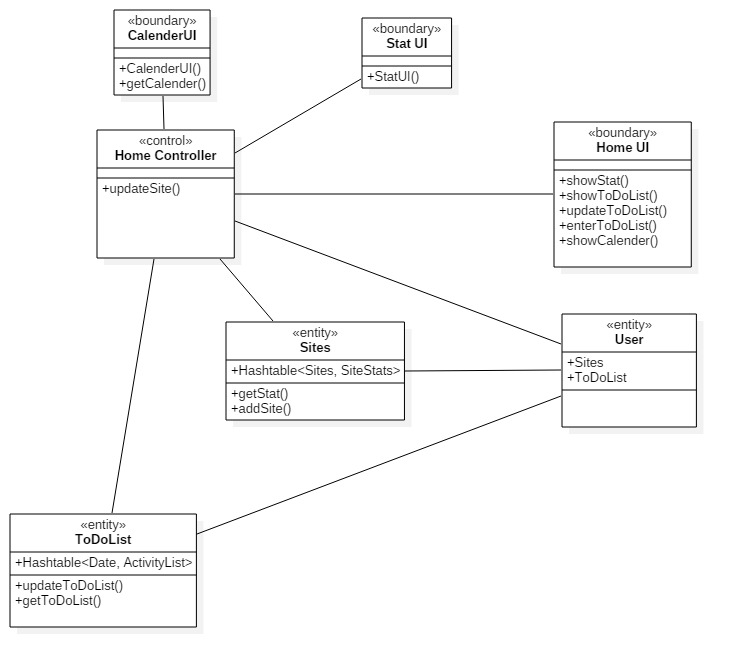 «boundary»
CalenderUI
+CalenderUI()
+getCalender()
«boundary»
Stat UI
+StatUI()
«control»
Home Controller
+updateSite()
«boundary»
Home UI
+showStat()
+showToDoList()
+updateToDoList()
+enterToDoList()
+showCalender()
«entity»
Sites
+Hashtable<Sites, SiteStats>
+getStat()
+addSite()
«entity»
User
+Sites
+ToDoList
«entity»
ToDoList
+Hashtable<Date, ActivityList>
+updateToDoList()
+getToDoList()